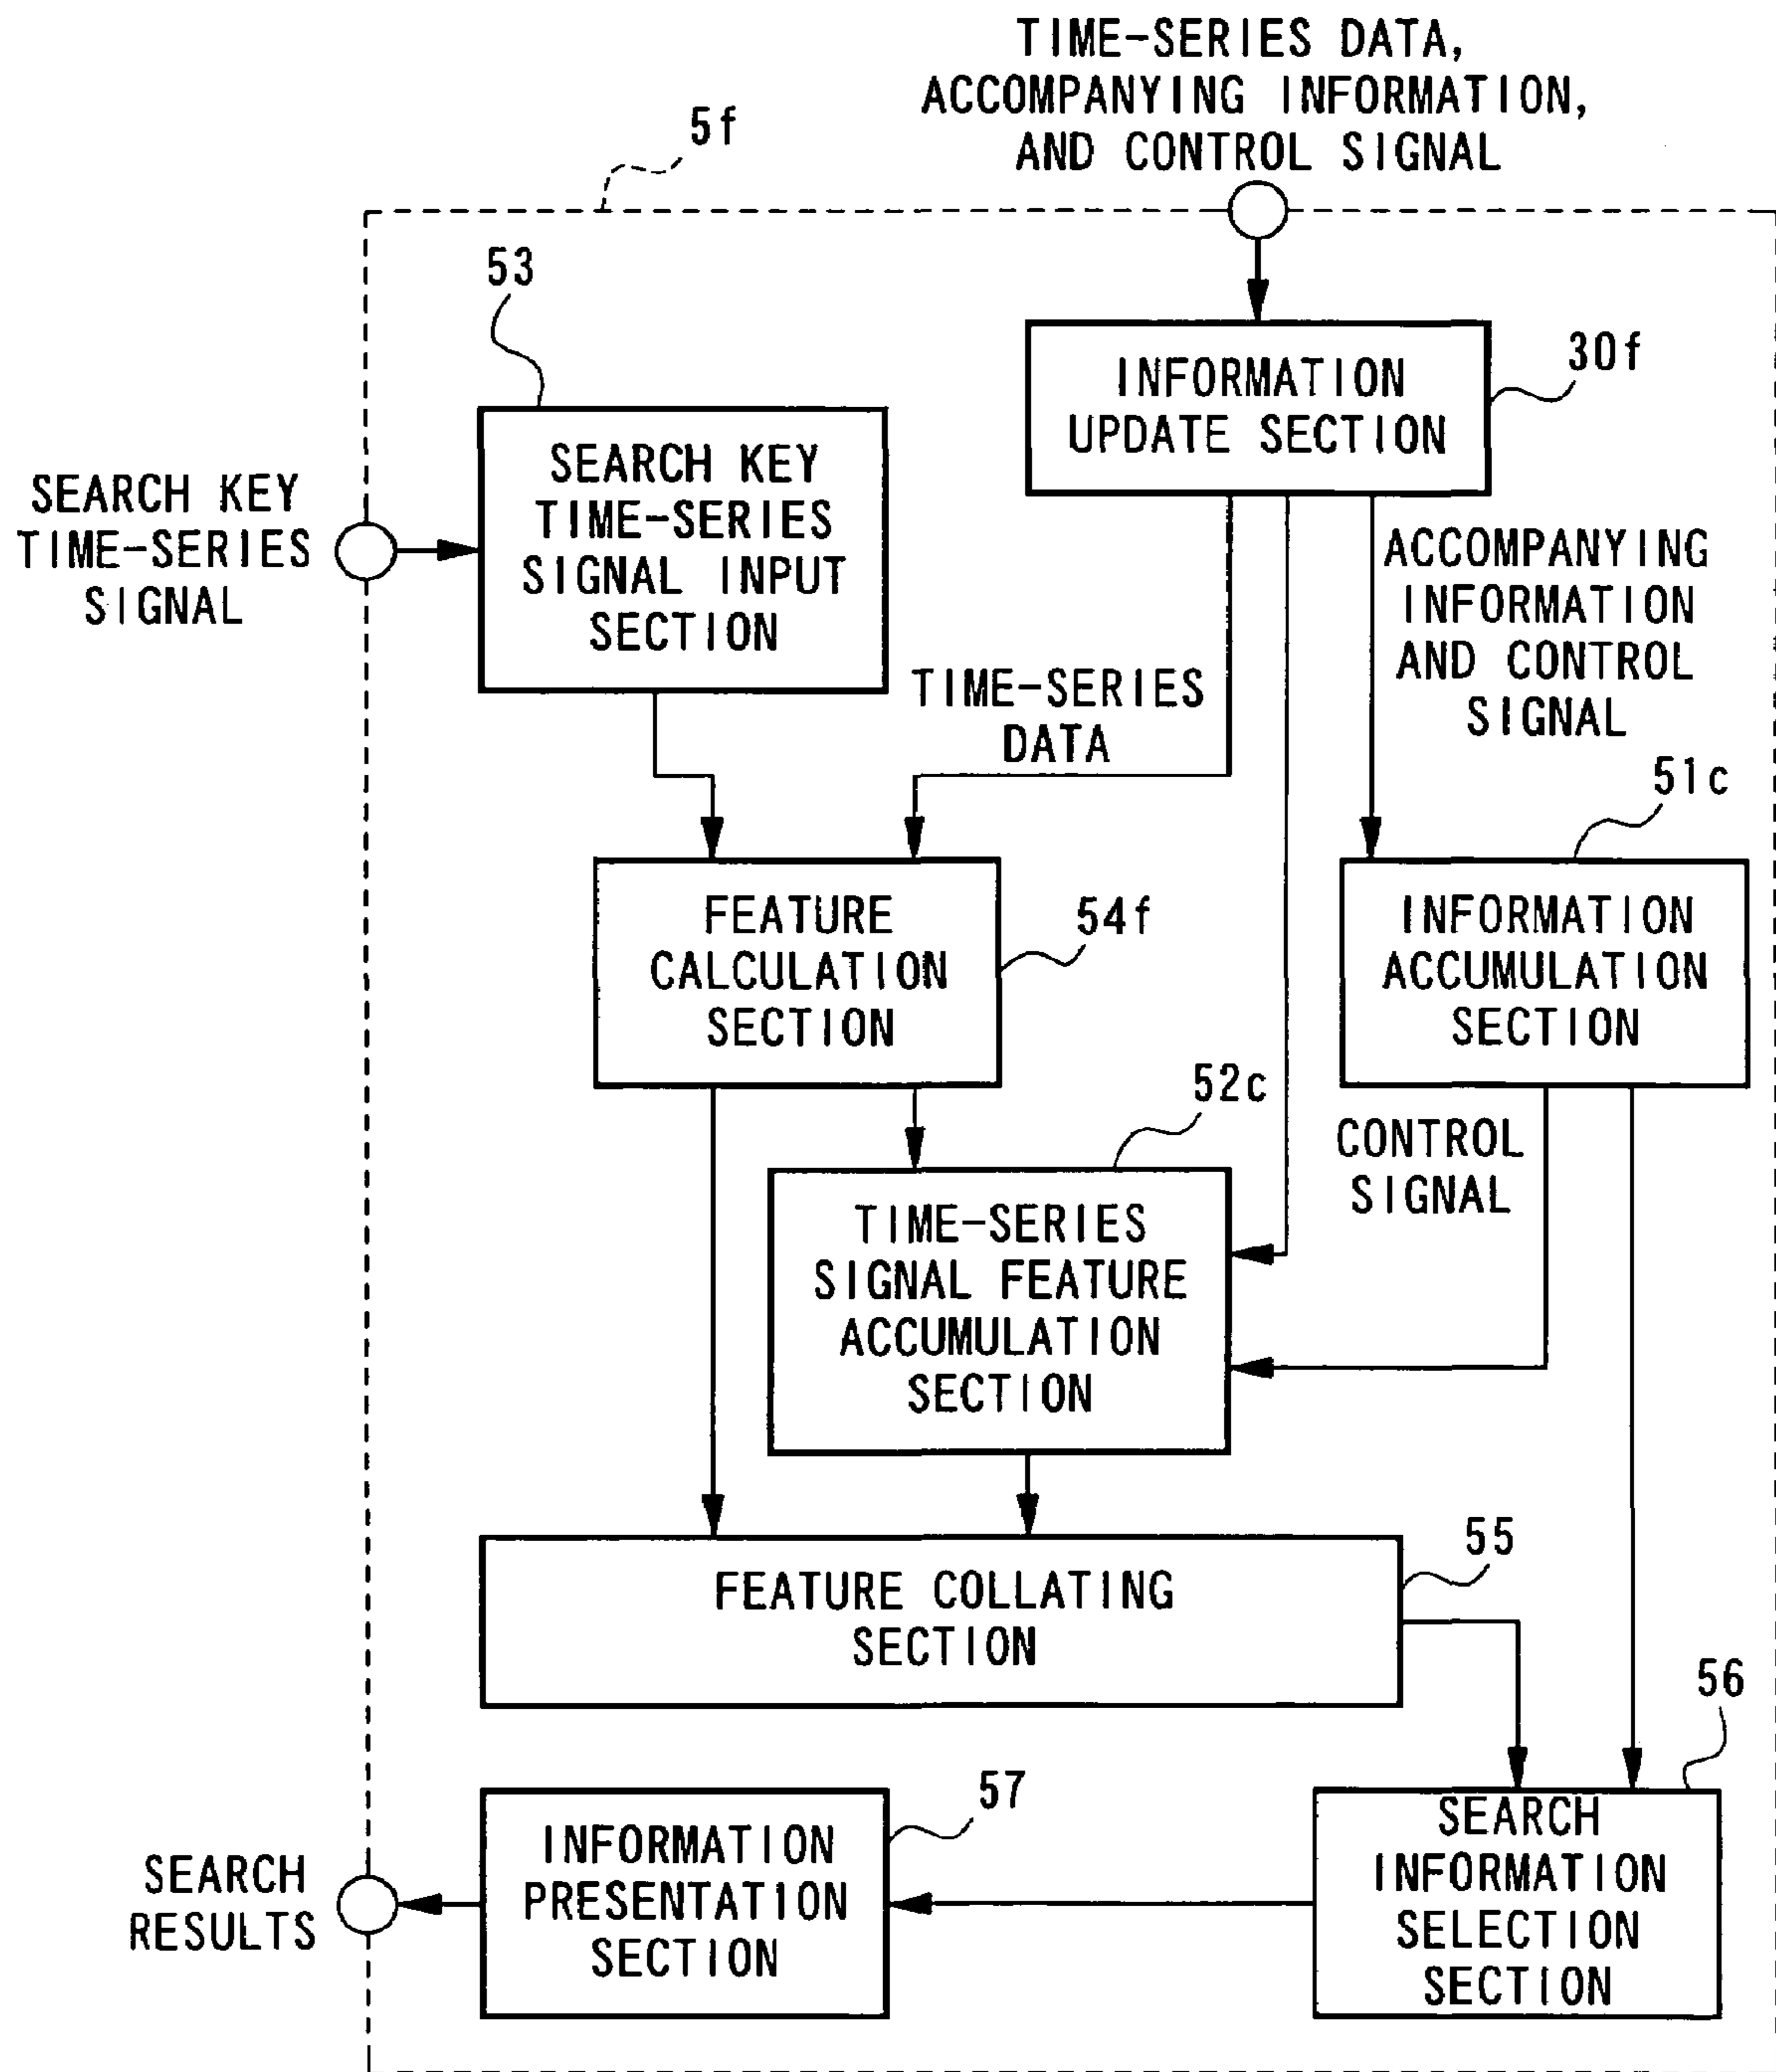 TIME-SERIES DATA,
ACCOMPANYING INFORMATION,
AND CONTROL SIGNAL
5f
53
INFORMATION
UPDATE SECTION
30f
SEARCH KEY
TIME-SERIES
SIGNAL
SEARCH KEY
TIME-SERIES
SIGNAL INPUT
SECTION
ACCOMPANYING
INFORMATION
AND CONTROL
SIGNAL
TIME-SERIES
DATA
51c
FEATURE
CALCULATION
SECTION
54f
INFORMATION
ACCUMULATION
SECTION
52c
CONTROL
SIGNAL
TIME-SERIES
SIGNAL FEATURE
ACCUMULATION
SECTION
FEATURE COLLATING
SECTION
55
56
57
SEARCH
INFORMATION
SELECTION
SECTION
INFORMATION
PRESENTATION
SECTION
SEARCH
RESULTS